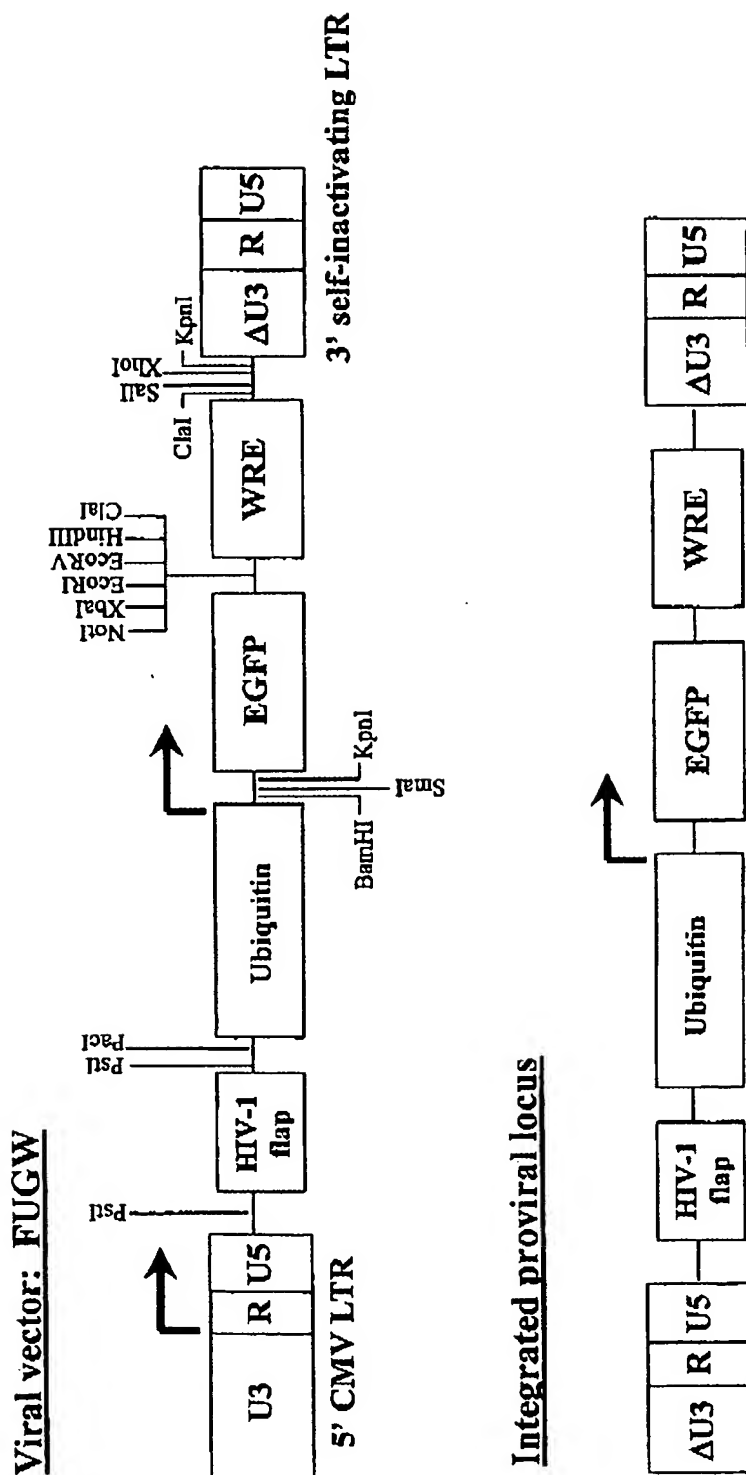 Viral vector: FUGW
PstI
PstI
PacI
NotI
XbaI
EcoRI
EcoRV
HindIII
ClaI
ClaI
SalI
XhoI
KpnI
U3
R
U5
HIV-1
flap
Ubiquitin
EGFP
WRE
ΔU3
R
U5
BamHI
SmaI
KpnI
5' CMV LTR
3' self-inactivating LTR
Integrated proviral locus
ΔU3
R
U5
HIV-1
flap
Ubiquitin
EGFP
WRE
ΔU3
R
U5